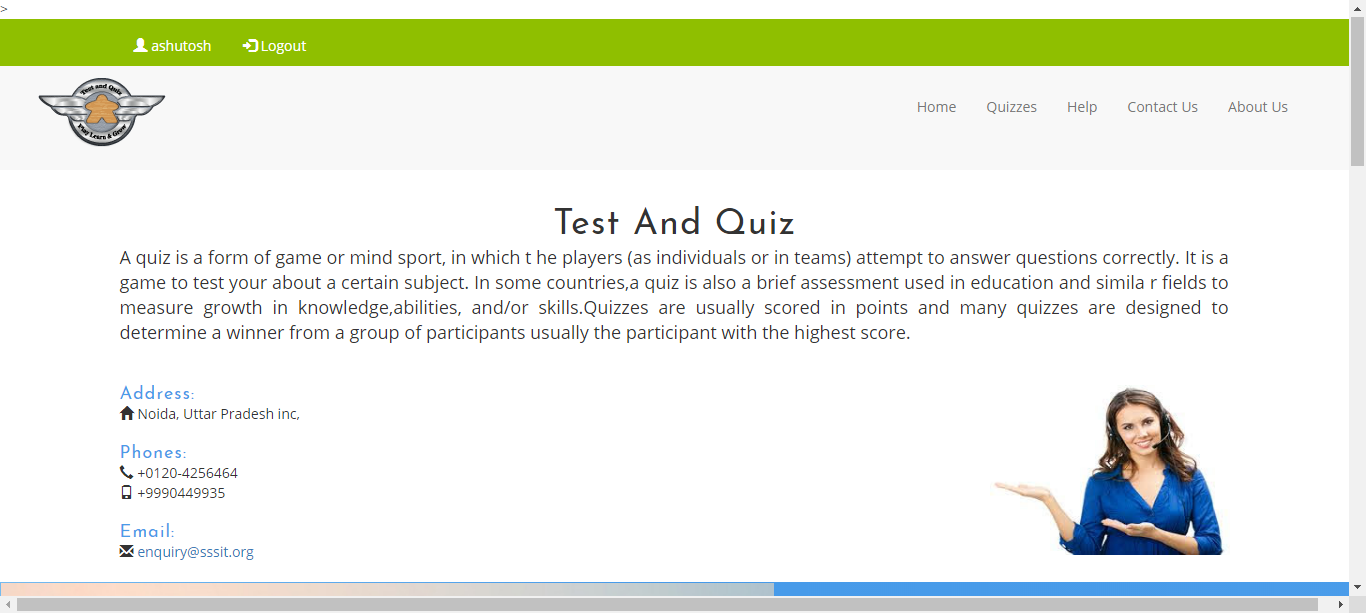 >
ashutosh Logout
Test and Quiz
Play Learn & Grow
Home Quizzes Help Contact Us About Us
Test And Quiz
A quiz is a form of game or mind sport, in which t he players (as individuals or in teams) attempt to answer questions correctly. It is a
game to test your about a certain subject. In some countries,a quiz is also a brief assessment used in education and simila r fields to
measure growth in knowledge,abilities, and/or skills.Quizzes are usually scored in points and many quizzes are designed to
determine a winner from a group of participants usually the participant with the highest score.
Address:
Noida, Uttar Pradesh inc,
Phones:
+0120-4256464
+9990449935
Email:
enquiry@sssit.org